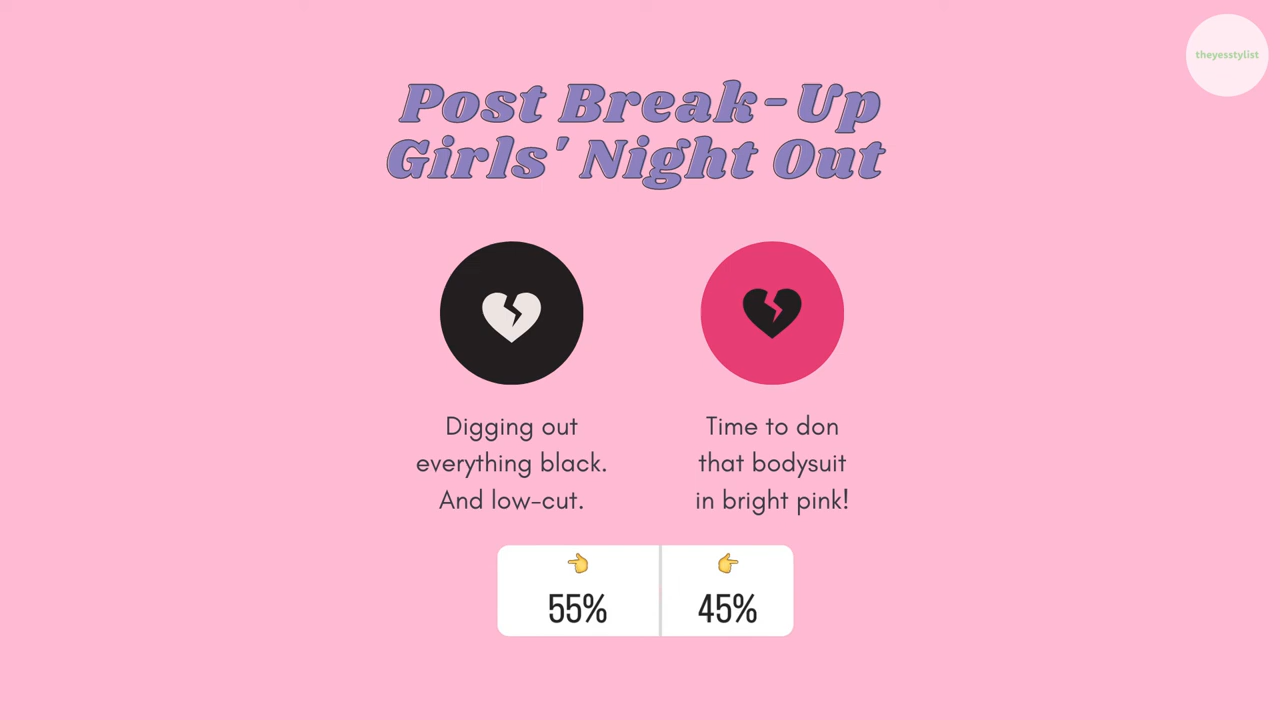 theyesstylist
Post Break-Up
Girls' Night Out
Digging out
everything black.
And low-cut.
Time to don
that bodysuit
in bright pink!
👈 👉
55% 45%